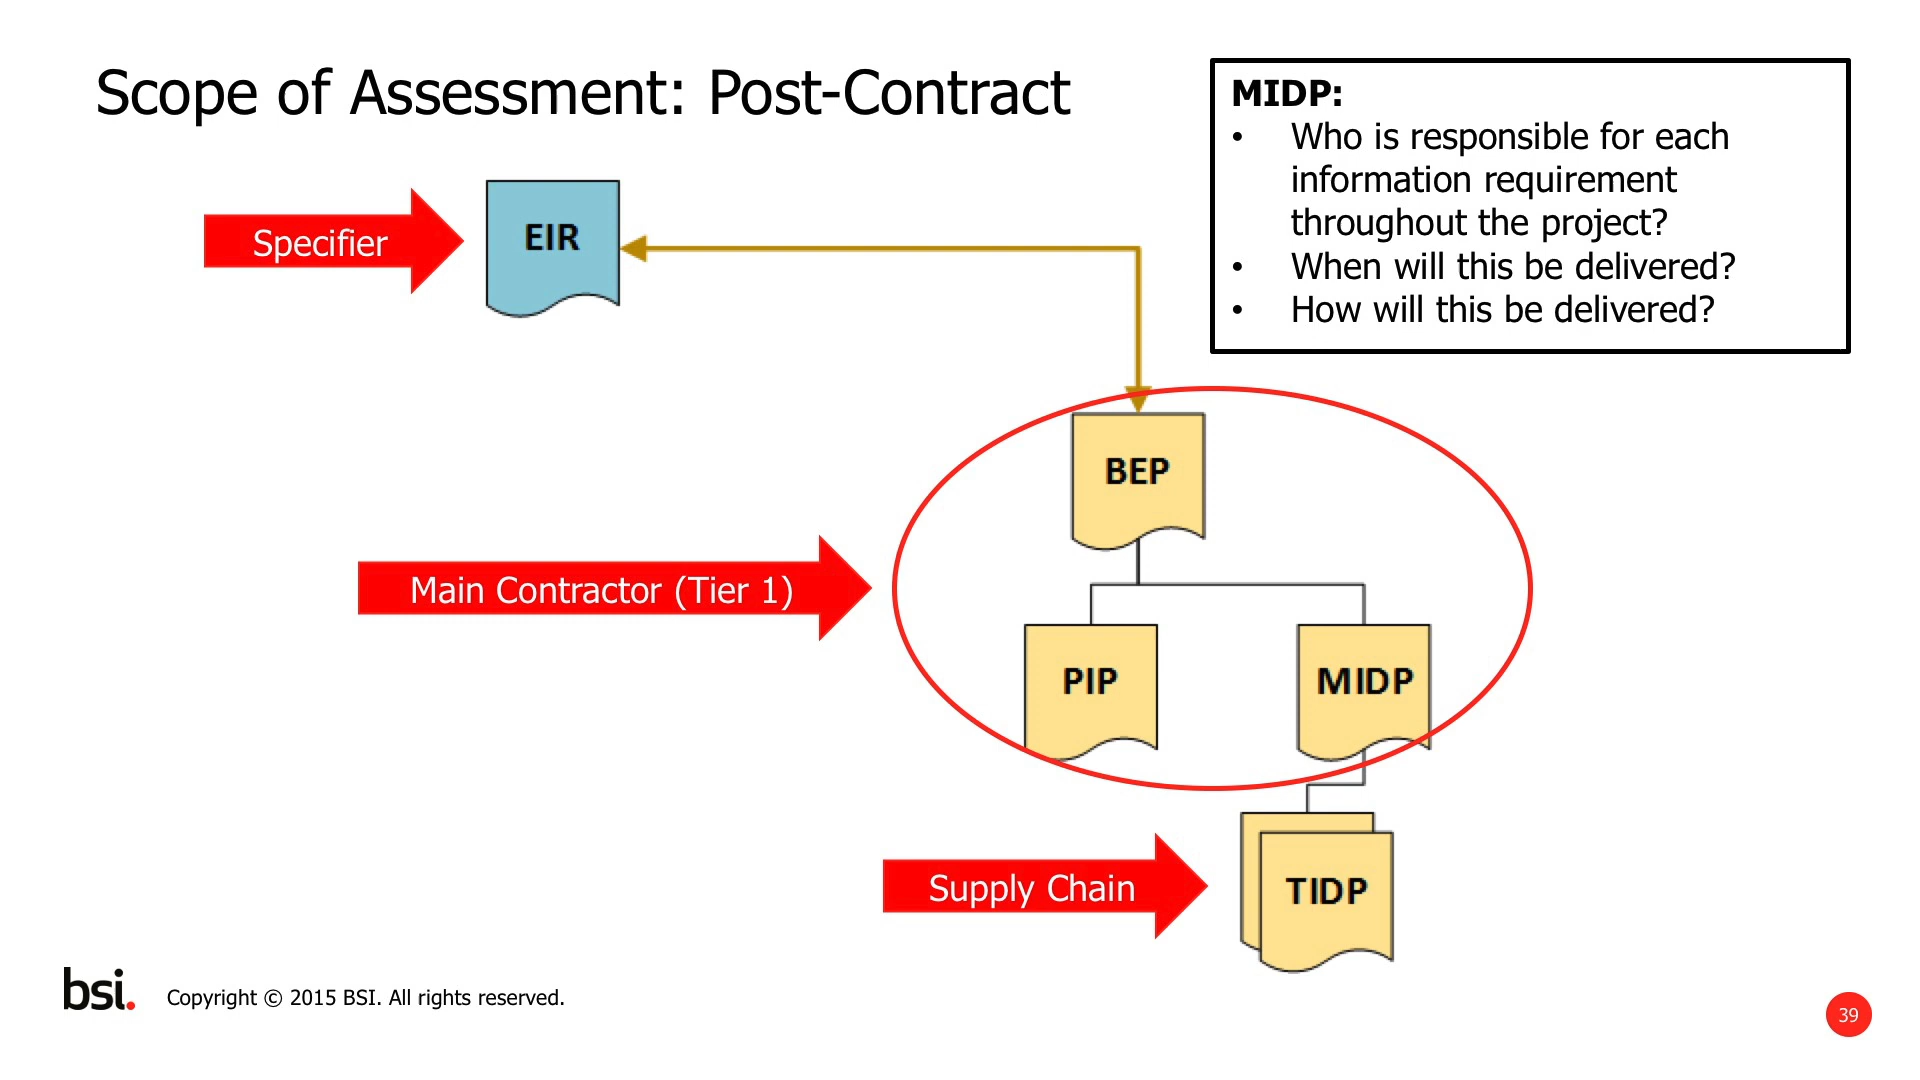 Scope of Assessment: Post-Contract
MIDP:
• Who is responsible for each
information requirement
throughout the project?
• When will this be delivered?
• How will this be delivered?
Specifier
EIR
BEP
Main Contractor (Tier 1)
PIP
MIDP
Supply Chain
TIDP
bsi.
Copyright © 2015 BSI. All rights reserved.
39